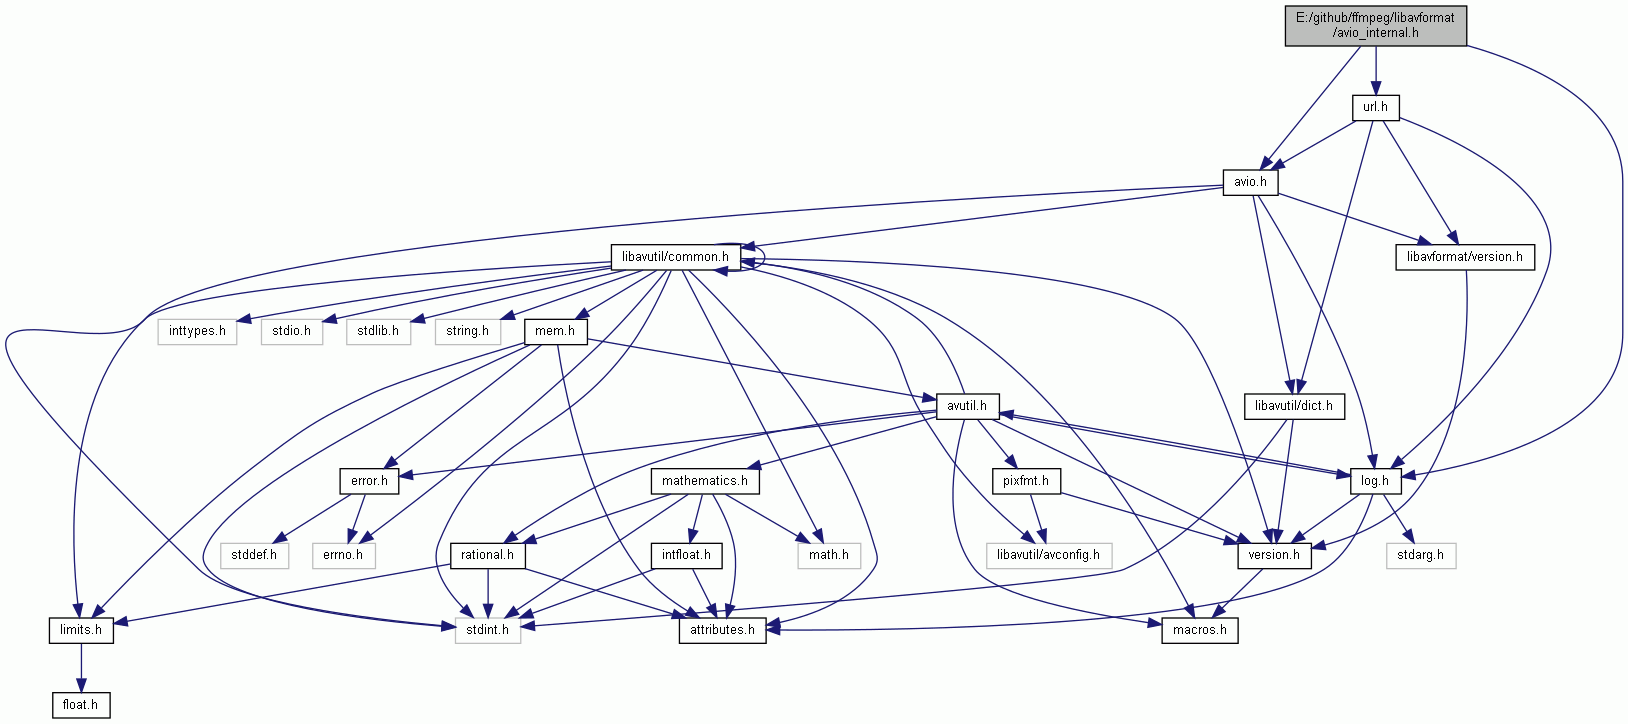 E:/github/ffmpeg/libavformat
/avio_internal.h
url.h
avio.h
libavutil/common.h
libavformat/version.h
inttypes.h
stdio.h
stdlib.h
string.h
mem.h
avutil.h
libavutil/dict.h
error.h
mathematics.h
pixfmt.h
log.h
stddef.h
errno.h
rational.h
intfloat.h
math.h
libavutil/avconfig.h
version.h
stdarg.h
limits.h
stdint.h
attributes.h
macros.h
float.h